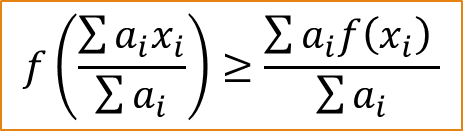 f(∑ aᵢxᵢ / ∑ aᵢ) ≥ ∑ aᵢf(xᵢ) / ∑ aᵢ